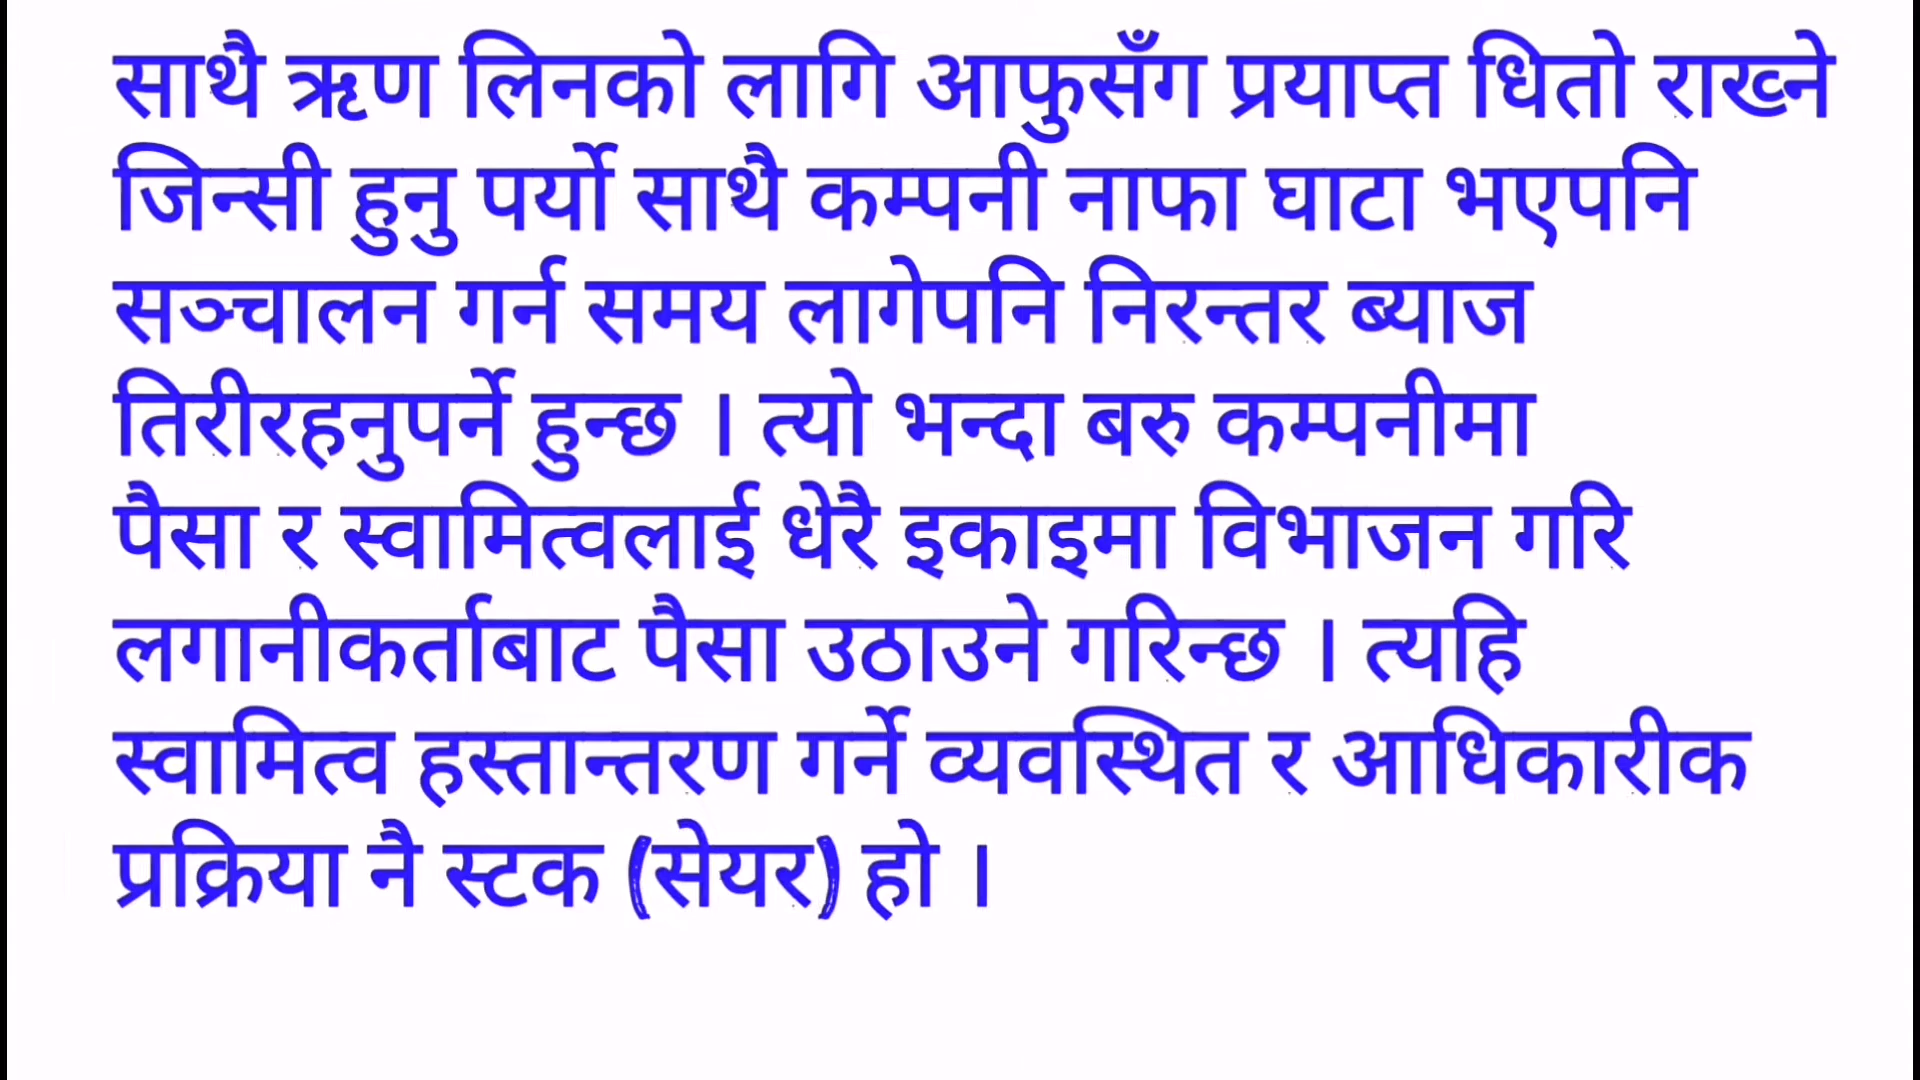 साथै ऋण लिनको लागि आफुसँग प्रयाप्त धितो राख्ने
जिन्सी हुनु पर्यो साथै कम्पनी नाफा घाटा भएपनि
सञ्चालन गर्न समय लागेपनि निरन्तर ब्याज
तिरीरहनुपर्ने हुन्छ । त्यो भन्दा बरु कम्पनीमा
पैसा र स्वामित्वलाई धेरै इकाइमा विभाजन गरि
लगानीकर्ताबाट पैसा उठाउने गरिन्छ । त्यहि
स्वामित्व हस्तान्तरण गर्ने व्यवस्थित र आधिकारीक
प्रक्रिया नै स्टक (सेयर) हो ।